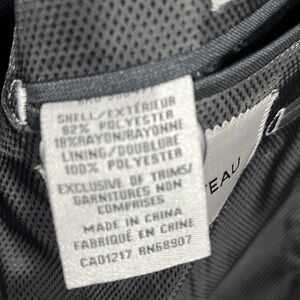 SHELL/EXTÉRIEUR
82% POLYESTER
18%RAYON/RAYONNE
LINING/DOUBLURE
100% POLYESTER
EXCLUSIVE OF TRIMS/
GARNITURES NON
COMPRISES
MADE IN CHINA
FABRIQUÉ EN CHINE
CA01217 RN68907
TEAU